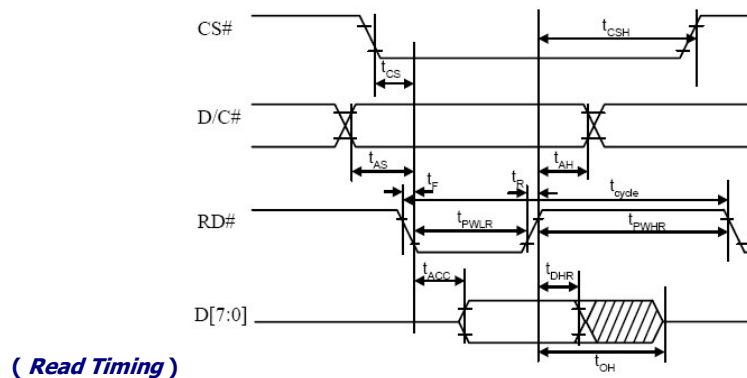 CS#
tCSH
tCS
D/C#
tAS
tF
tR
tAH
tcycle
RD#
tPWLR
tPWHR
tACC
tDHR
D[7:0]
tOH
( Read Timing )